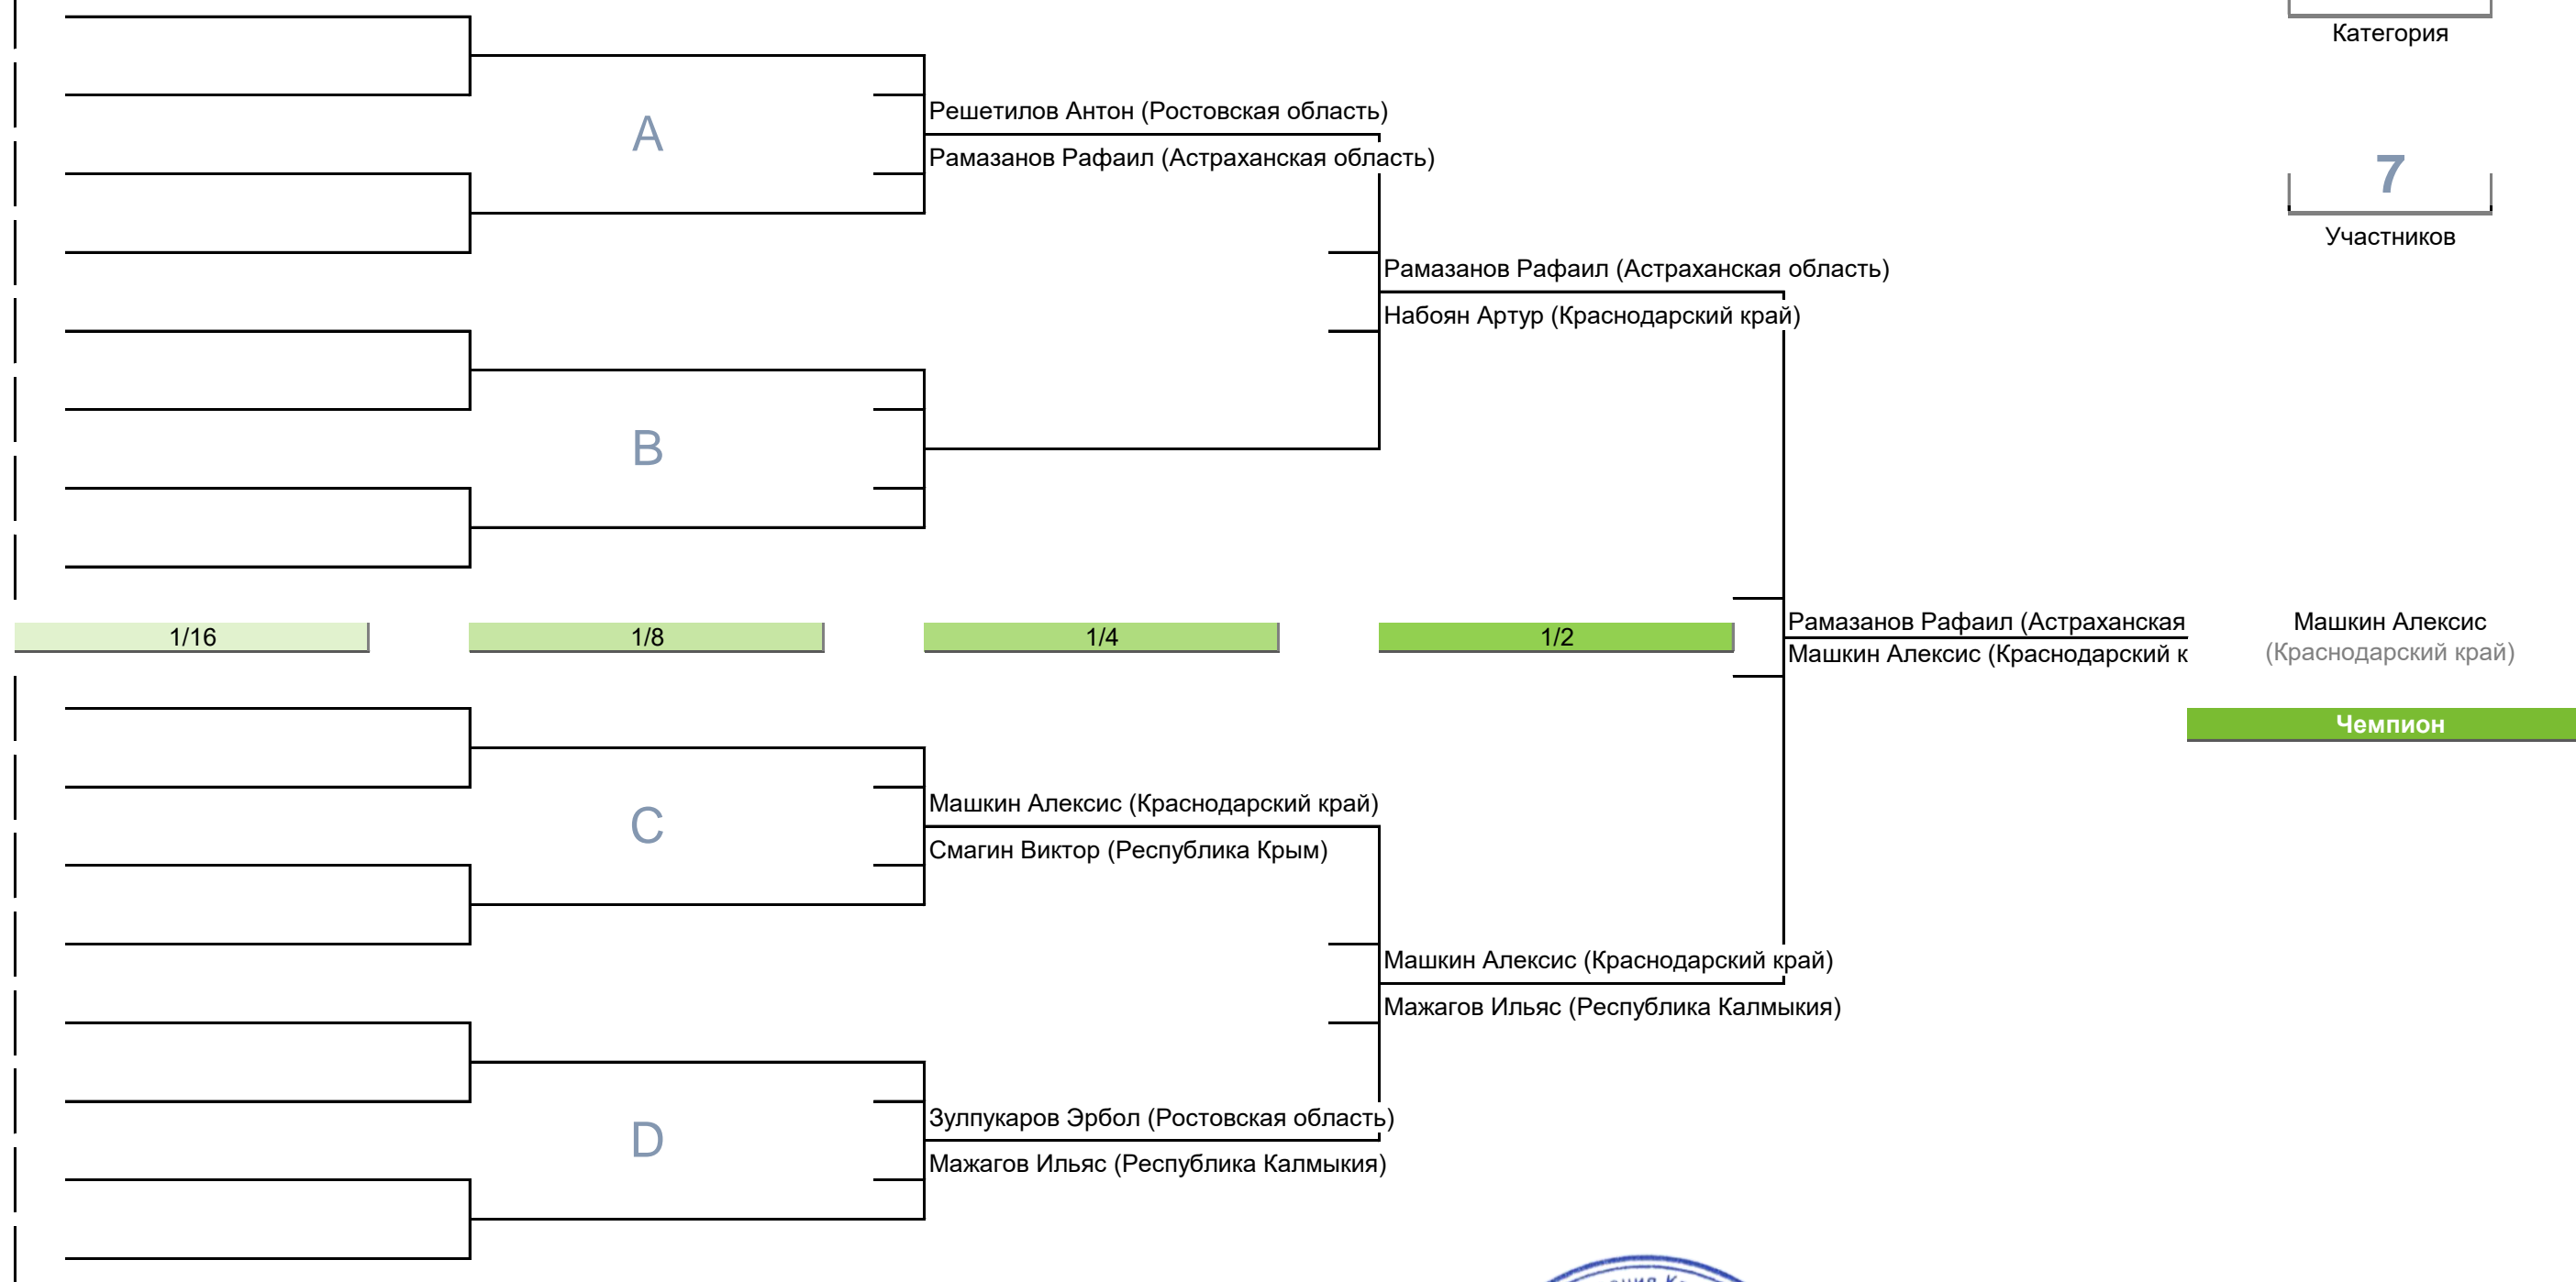 Категория
Решетилов Антон (Ростовская область)
A
Рамазанов Рафаил (Астраханская область)
7
Участников
Рамазанов Рафаил (Астраханская область)
Набоян Артур (Краснодарский край)
B
1/16
1/8
1/4
1/2
Рамазанов Рафаил (Астраханская
Машкин Алексис (Краснодарский к
Машкин Алексис
(Краснодарский край)
Чемпион
Машкин Алексис (Краснодарский край)
C
Смагин Виктор (Республика Крым)
Машкин Алексис (Краснодарский край)
Мажагов Ильяс (Республика Калмыкия)
Зулпукаров Эрбол (Ростовская область)
D
Мажагов Ильяс (Республика Калмыкия)